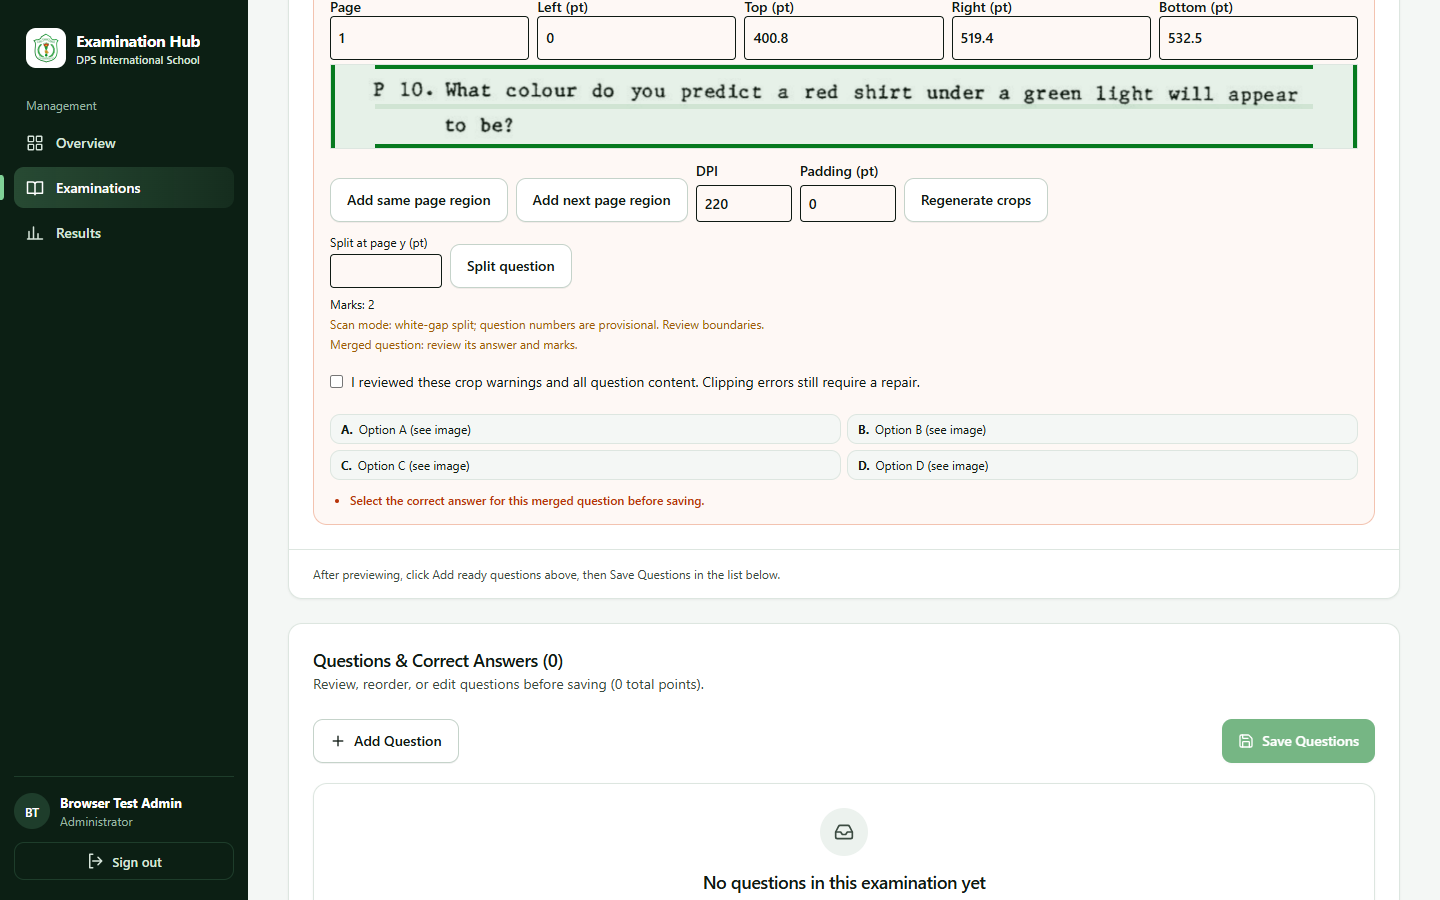 Examination Hub
DPS International School
Management
Overview
Examinations
Results
BT
Browser Test Admin
Administrator
Sign out
Page
Left (pt)
Top (pt)
Right (pt)
Bottom (pt)
1
0
400.8
519.4
532.5
P 10. What colour do you predict a red shirt under a green light will appear
to be?
DPI
Padding (pt)
Add same page region
Add next page region
220
0
Regenerate crops
Split at page y (pt)
Split question
Marks: 2
Scan mode: white-gap split; question numbers are provisional. Review boundaries.
Merged question: review its answer and marks.
I reviewed these crop warnings and all question content. Clipping errors still require a repair.
A. Option A (see image)
B. Option B (see image)
C. Option C (see image)
D. Option D (see image)
• Select the correct answer for this merged question before saving.
After previewing, click Add ready questions above, then Save Questions in the list below.
Questions & Correct Answers (0)
Review, reorder, or edit questions before saving (0 total points).
+ Add Question
Save Questions
No questions in this examination yet